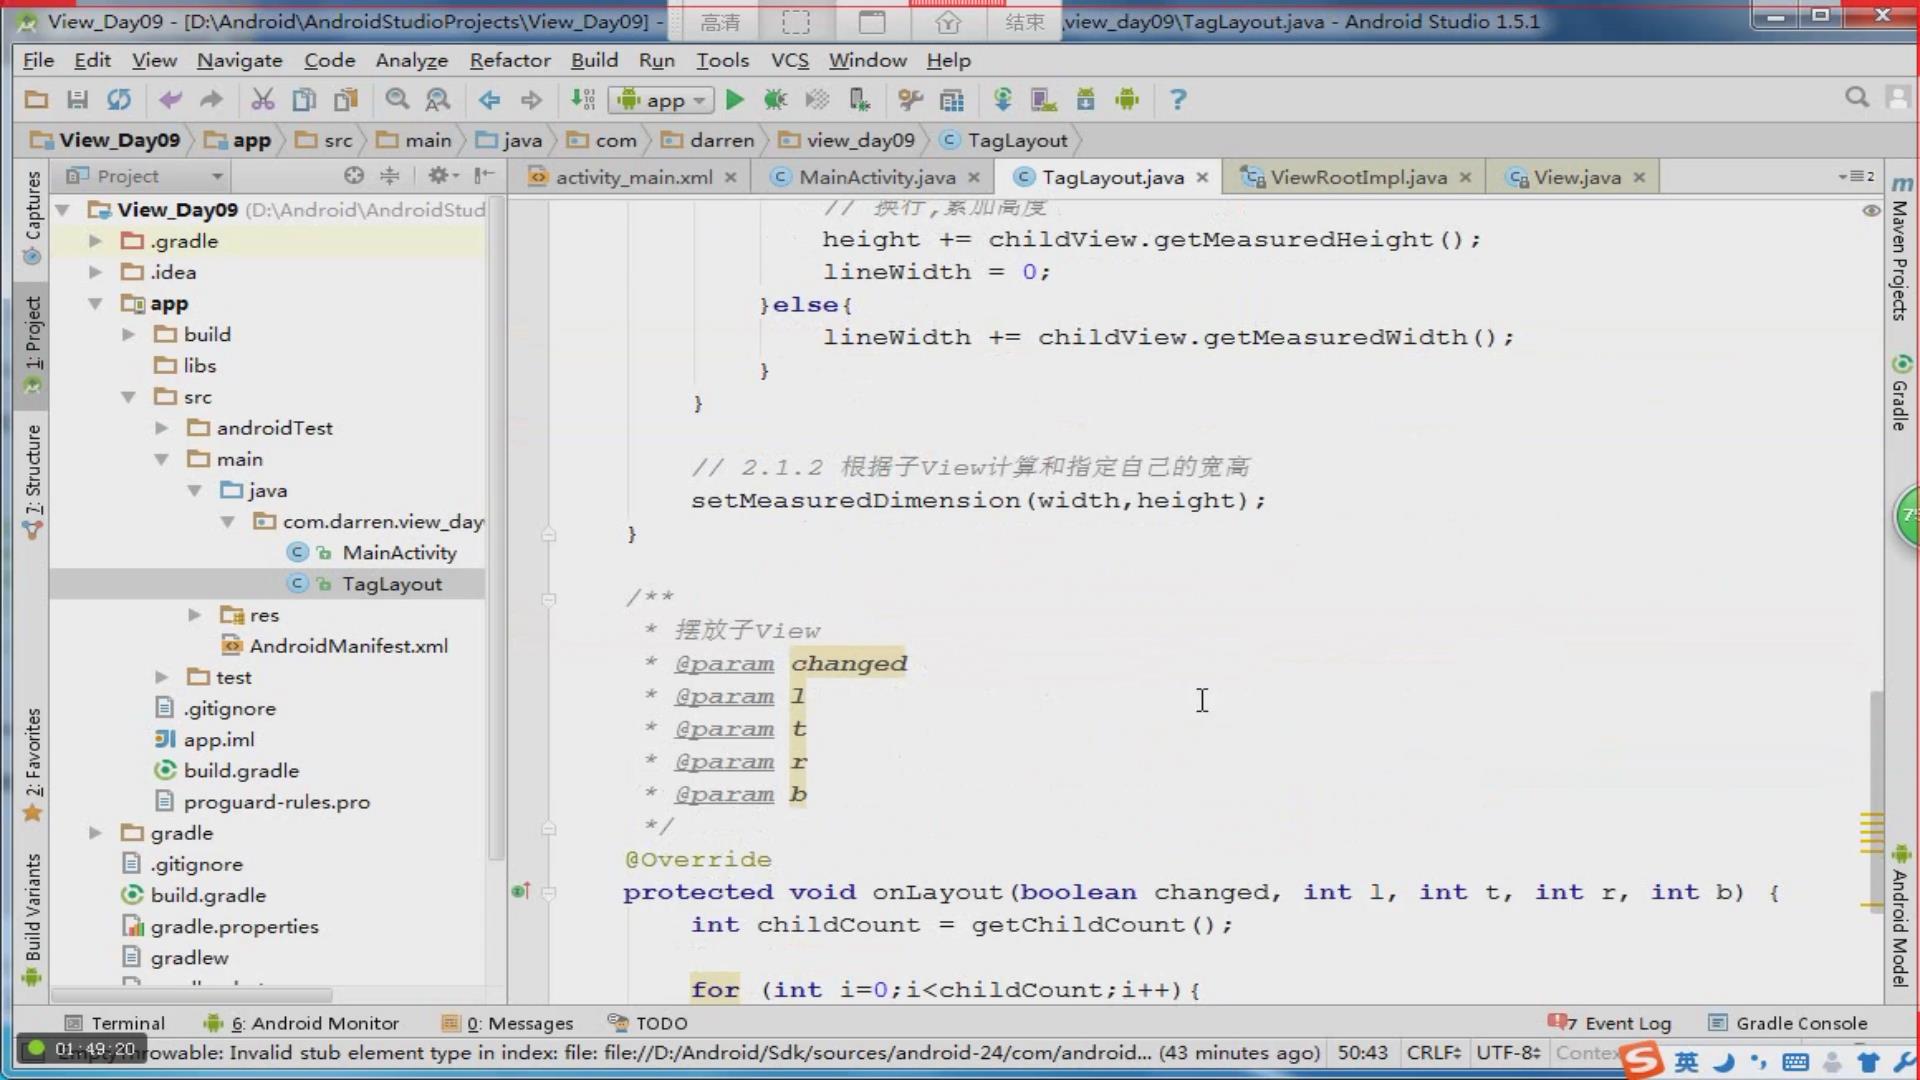 View_Day09 - [D:\Android\AndroidStudioProjects\View_Day09] -
高清
结束
view_day09\TagLayout.java - Android Studio 1.5.1
File Edit View Navigate Code Analyze Refactor Build Run Tools VCS Window Help
app
View_Day09 app src main java com darren view_day09 TagLayout
Project
activity_main.xml MainActivity.java TagLayout.java ViewRootImpl.java View.java
2
Captures
1: Project
7: Structure
2: Favorites
Build Variants
View_Day09 (D:\Android\AndroidStud
.gradle
.idea
app
build
libs
src
androidTest
main
java
com.darren.view_day
MainActivity
TagLayout
res
AndroidManifest.xml
test
.gitignore
app.iml
build.gradle
proguard-rules.pro
gradle
.gitignore
build.gradle
gradle.properties
gradlew
// 换行,累加高度
height += childView.getMeasuredHeight();
lineWidth = 0;
}else{
lineWidth += childView.getMeasuredWidth();
}
}
// 2.1.2 根据子View计算和指定自己的宽高
setMeasuredDimension(width,height);
}
/**
* 摆放子View
* @param changed
* @param l
* @param t
* @param r
* @param b
*/
@Override
protected void onLayout(boolean changed, int l, int t, int r, int b) {
int childCount = getChildCount();
for (int i=0;i<childCount;i++){
Maven Projects
Gradle
Android Model
Terminal 6: Android Monitor 0: Messages TODO
7 Event Log Gradle Console
01:49:20
Throwable: Invalid stub element type in index: file: file://D:/Android/Sdk/sources/android-24/com/android... (43 minutes ago) 50:43 CRLF UTF-8
英